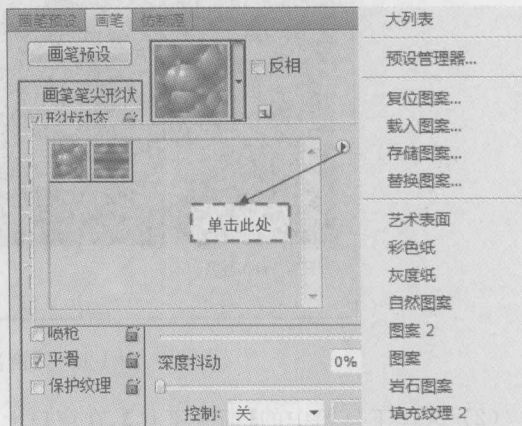 画笔预设 画笔 仿制源
画笔预设
反相
画笔笔尖形状
形状动态
单击此处
喷枪
平滑
保护纹理
深度抖动 0%
控制: 关
大列表
预设管理器...
复位图案...
载入图案...
存储图案...
替换图案...
艺术表面
彩色纸
灰度纸
自然图案
图案 2
图案
岩石图案
填充纹理 2